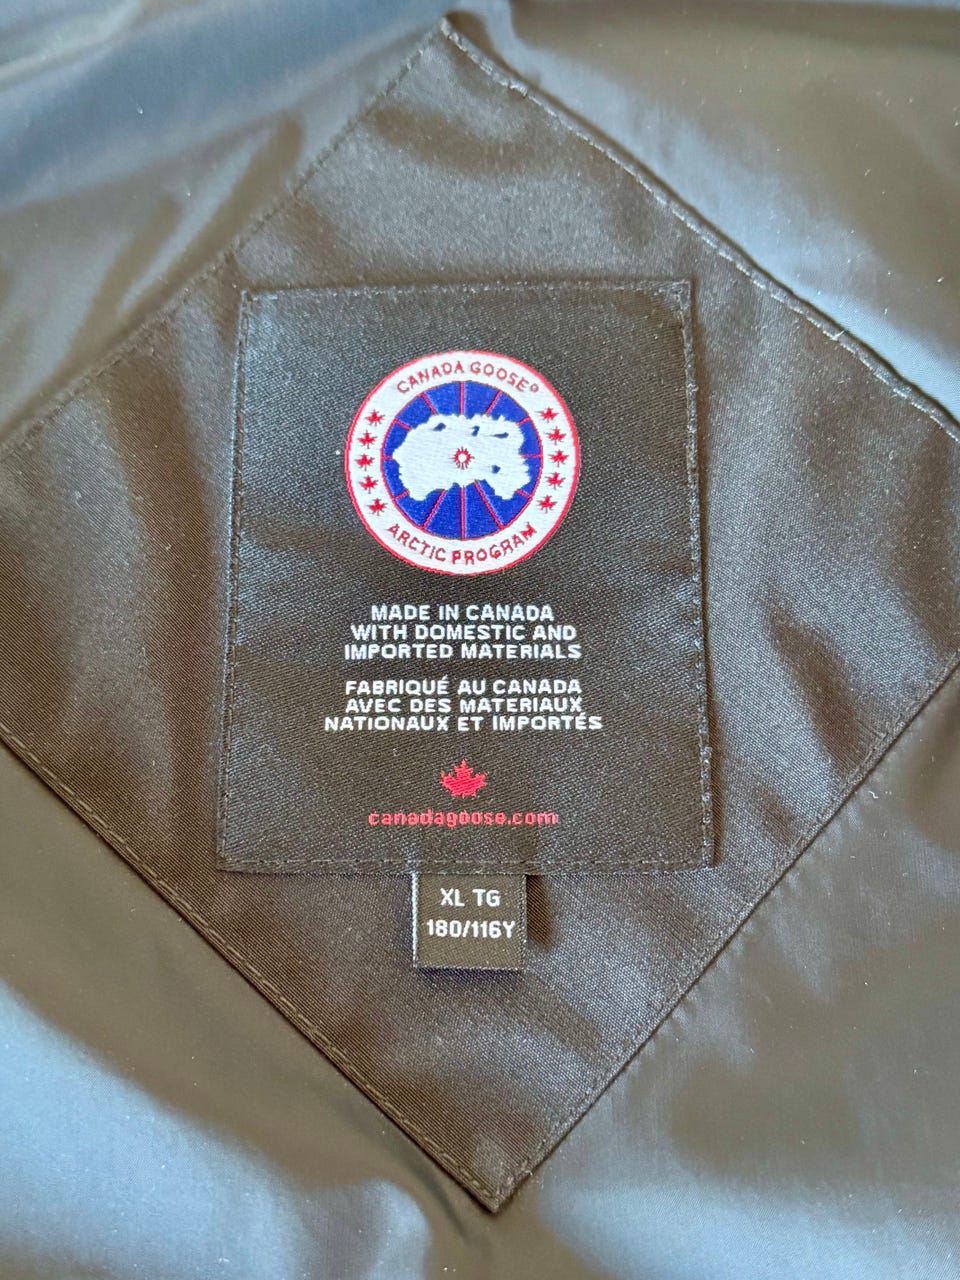 CANADA GOOSE®
ARCTIC PROGRAM
MADE IN CANADA
WITH DOMESTIC AND
IMPORTED MATERIALS
FABRIQUÉ AU CANADA
AVEC DES MATERIAUX
NATIONAUX ET IMPORTÉS
canadagoose.com
XL TG
180/116Y